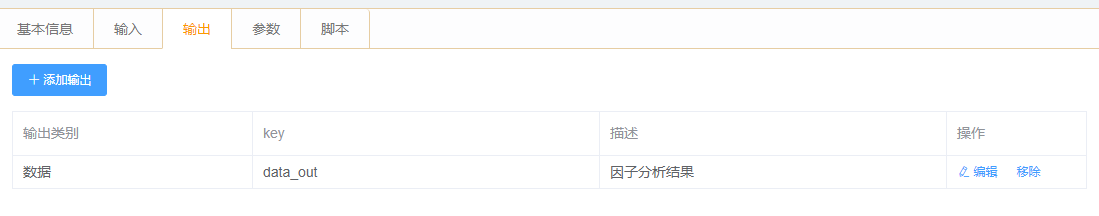 基本信息 输入 输出 参数 脚本
+ 添加输出
输出类别 key 描述 操作
数据 data_out 因子分析结果 编辑 移除